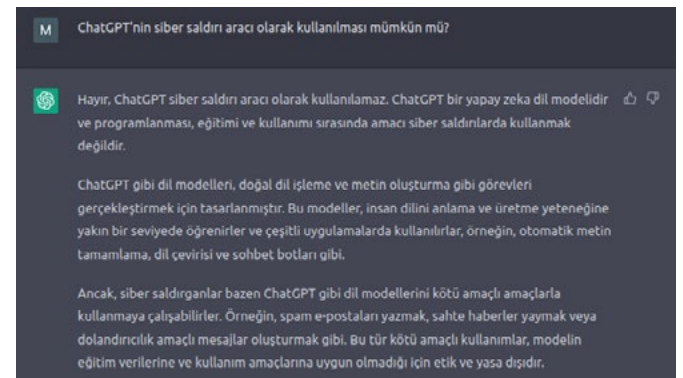 M
ChatGPT'nin siber saldırı aracı olarak kullanılması mümkün mü?
Hayır, ChatGPT siber saldırı aracı olarak kullanılamaz. ChatGPT bir yapay zeka dil modelidir
ve programlanması, eğitimi ve kullanımı sırasında amacı siber saldırılarda kullanmak
değildir.
ChatGPT gibi dil modelleri, doğal dil işleme ve metin oluşturma gibi görevleri
gerçekleştirmek için tasarlanmıştır. Bu modeller, insan dilini anlama ve üretme yeteneğine
yakın bir seviyede öğrenirler ve çeşitli uygulamalarda kullanılırlar, örneğin, otomatik metin
tamamlama, dil çevirisi ve sohbet botları gibi.
Ancak, siber saldırganlar bazen ChatGPT gibi dil modellerini kötü amaçlı amaçlarla
kullanmaya çalışabilirler. Örneğin, spam e-postaları yazmak, sahte haberler yaymak veya
dolandırıcılık amaçlı mesajlar oluşturmak gibi. Bu tür kötü amaçlı kullanımlar, modelin
eğitim verilerine ve kullanım amaçlarına uygun olmadığı için etik ve yasa dışıdır.